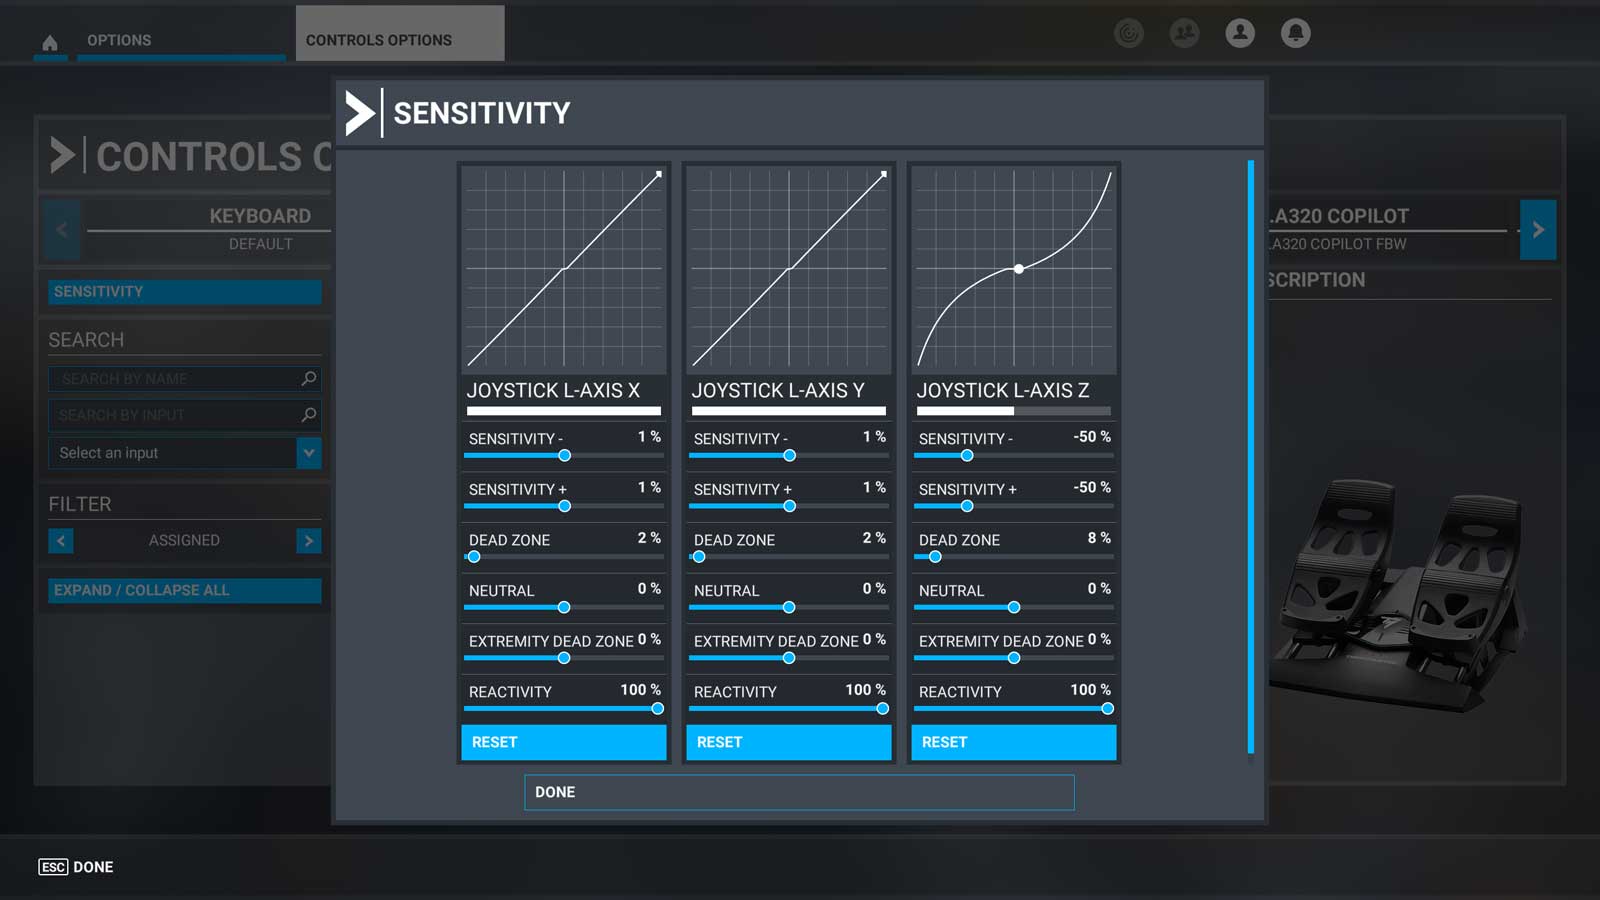 OPTIONS
CONTROLS OPTIONS
SENSITIVITY
CONTROLS O
KEYBOARD
DEFAULT
.A320 COPILOT
.A320 COPILOT FBW
SENSITIVITY
SCRIPTION
SEARCH
SEARCH BY NAME
SEARCH BY INPUT
Select an input
FILTER
ASSIGNED
EXPAND / COLLAPSE ALL
JOYSTICK L-AXIS X
SENSITIVITY - 1 %
SENSITIVITY + 1 %
DEAD ZONE 2 %
NEUTRAL 0 %
EXTREMITY DEAD ZONE 0 %
REACTIVITY 100 %
RESET
JOYSTICK L-AXIS Y
SENSITIVITY - 1 %
SENSITIVITY + 1 %
DEAD ZONE 2 %
NEUTRAL 0 %
EXTREMITY DEAD ZONE 0 %
REACTIVITY 100 %
RESET
JOYSTICK L-AXIS Z
SENSITIVITY - -50 %
SENSITIVITY + -50 %
DEAD ZONE 8 %
NEUTRAL 0 %
EXTREMITY DEAD ZONE 0 %
REACTIVITY 100 %
RESET
DONE
ESC DONE